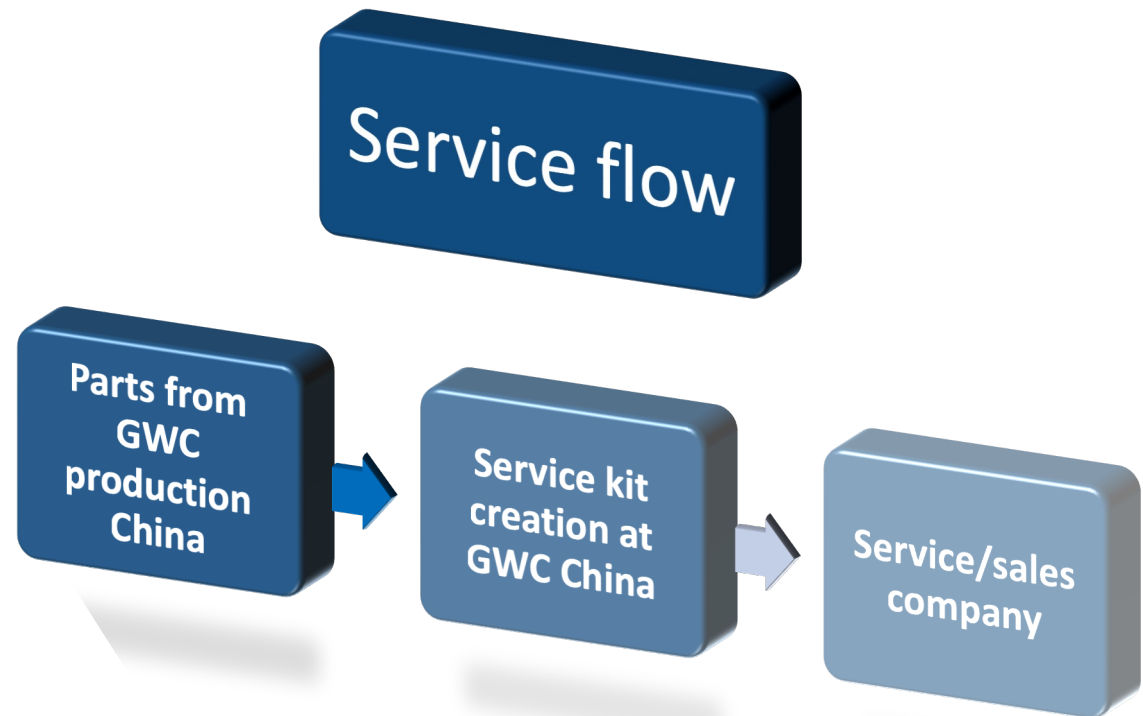 Service flow
Parts from
GWC
production
China
Service kit
creation at
GWC China
Service/sales
company